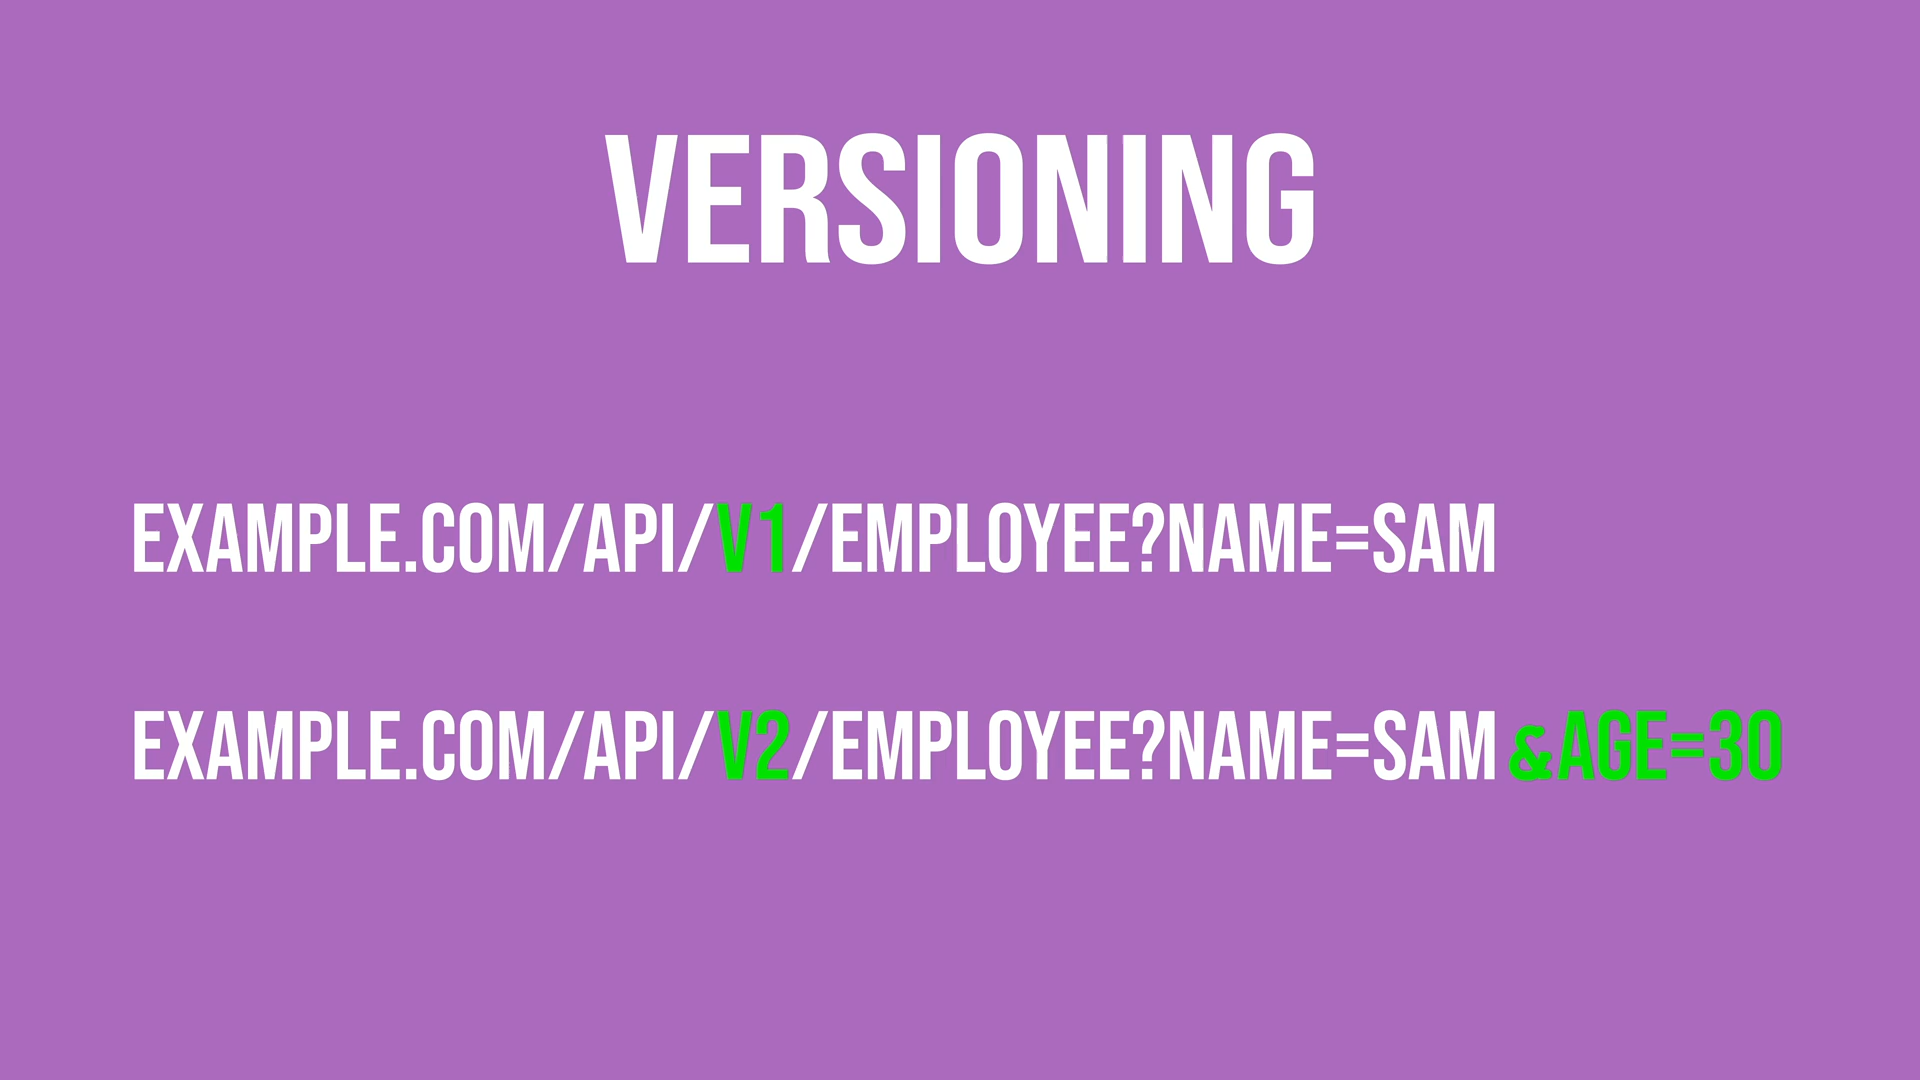 VERSIONING
EXAMPLE.COM/API/V1/EMPLOYEE?NAME=SAM
EXAMPLE.COM/API/V2/EMPLOYEE?NAME=SAM &AGE=30